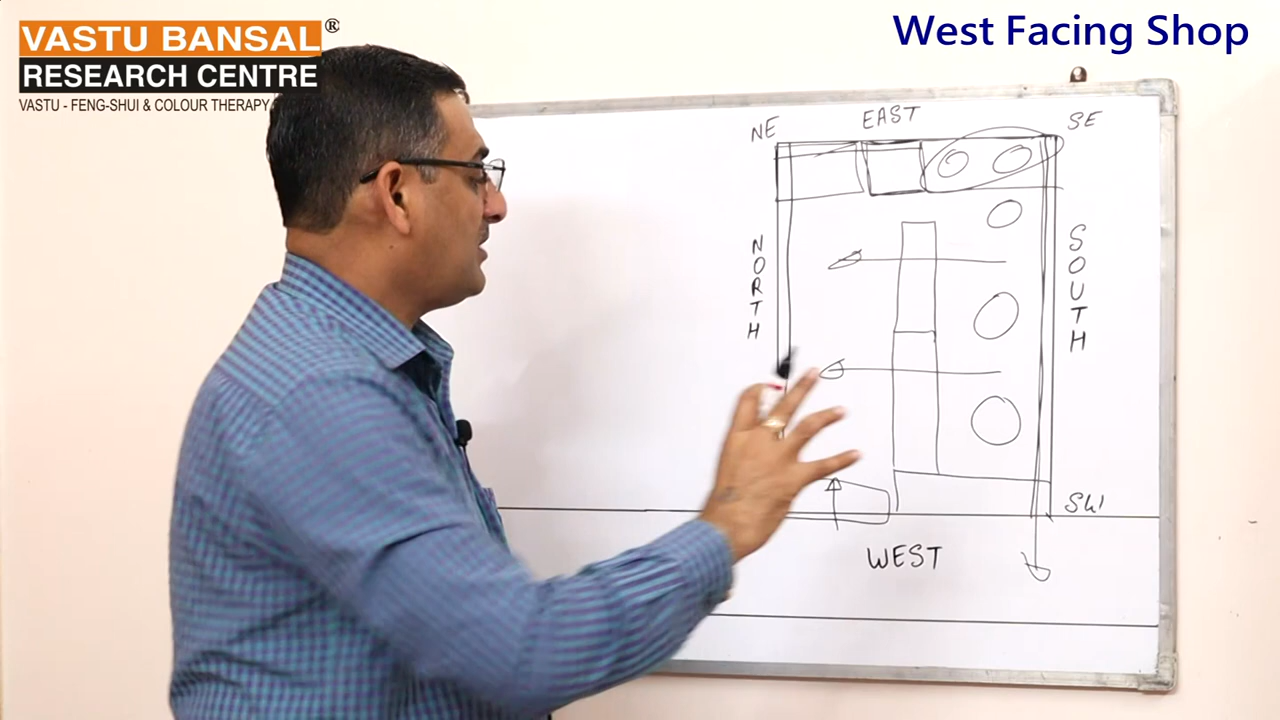 VASTU BANSAL®
RESEARCH CENTRE
VASTU - FENG-SHUI & COLOUR THERAPY
West Facing Shop
NE
EAST
SE
NORTH
SOUTH
SW
WEST